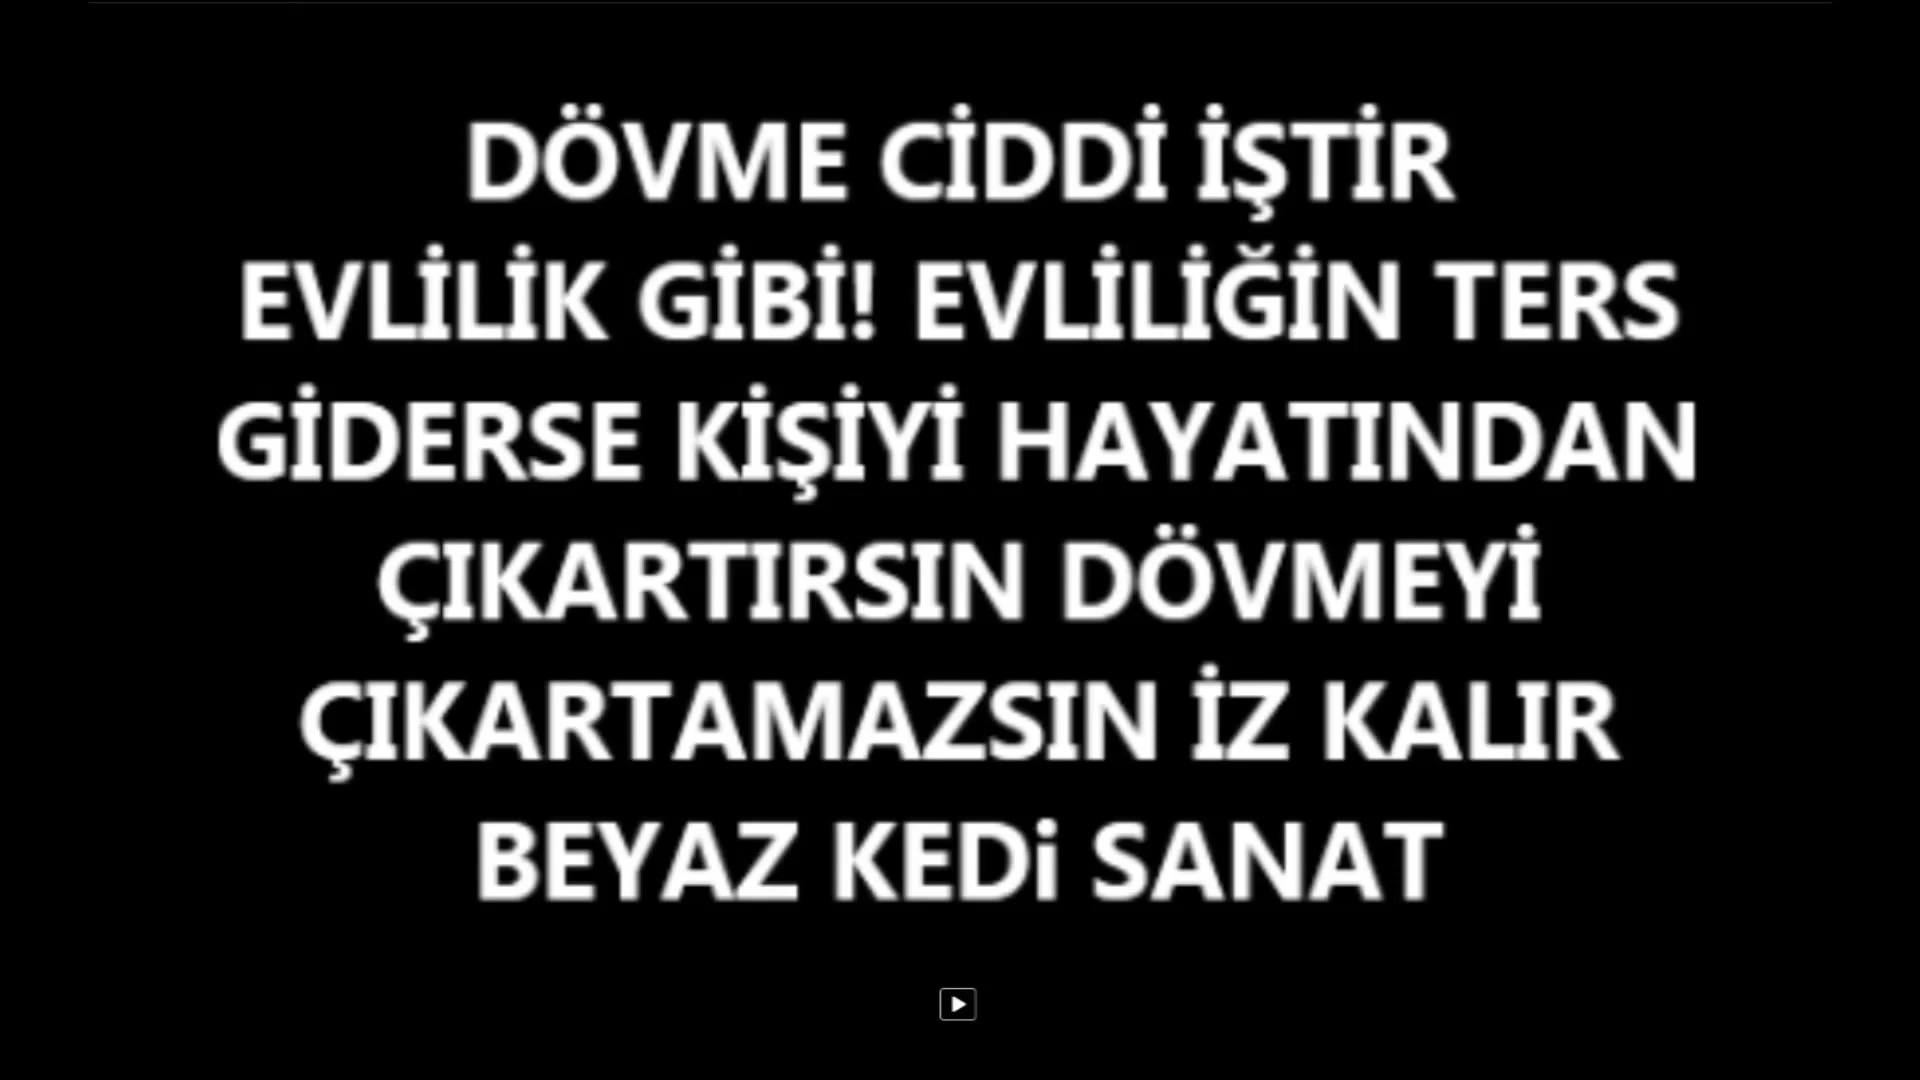 DÖVME CİDDİ İŞTİR
EVLİLİK GİBİ! EVLİLİĞİN TERS
GİDERSE KİŞİYİ HAYATINDAN
ÇIKARTIRSIN DÖVMEYİ
ÇIKARTAMAZSIN İZ KALIR
BEYAZ KEDi SANAT